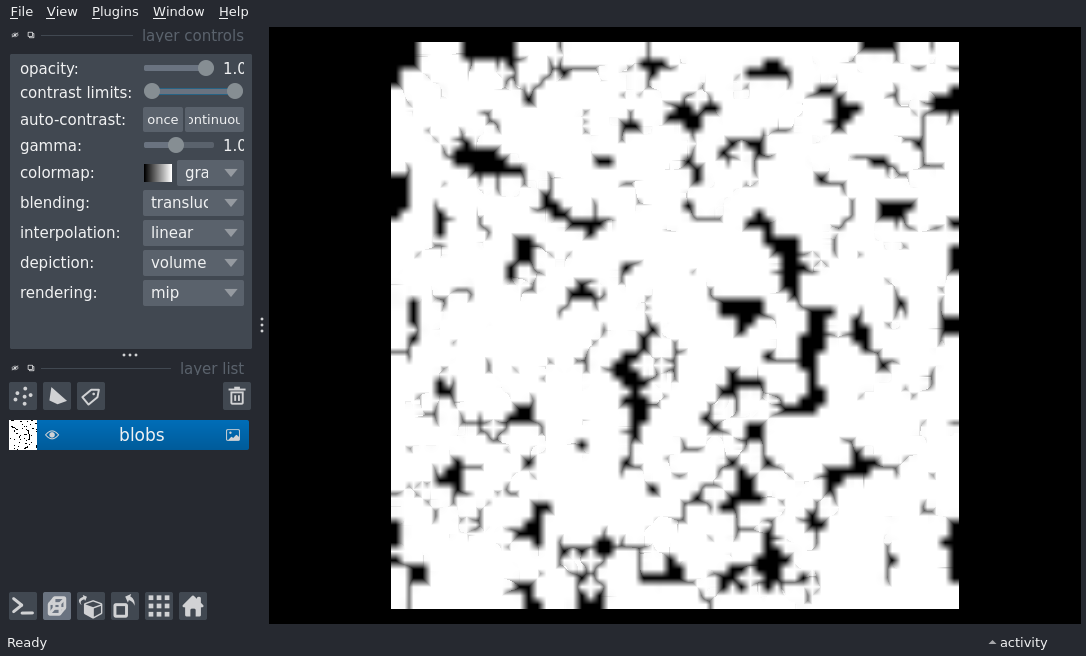 File View Plugins Window Help
layer controls
opacity: 1.0
contrast limits:
auto-contrast: once ontinuou
gamma: 1.0
colormap: gra
blending: transluc
interpolation: linear
depiction: volume
rendering: mip
layer list
blobs
Ready
activity